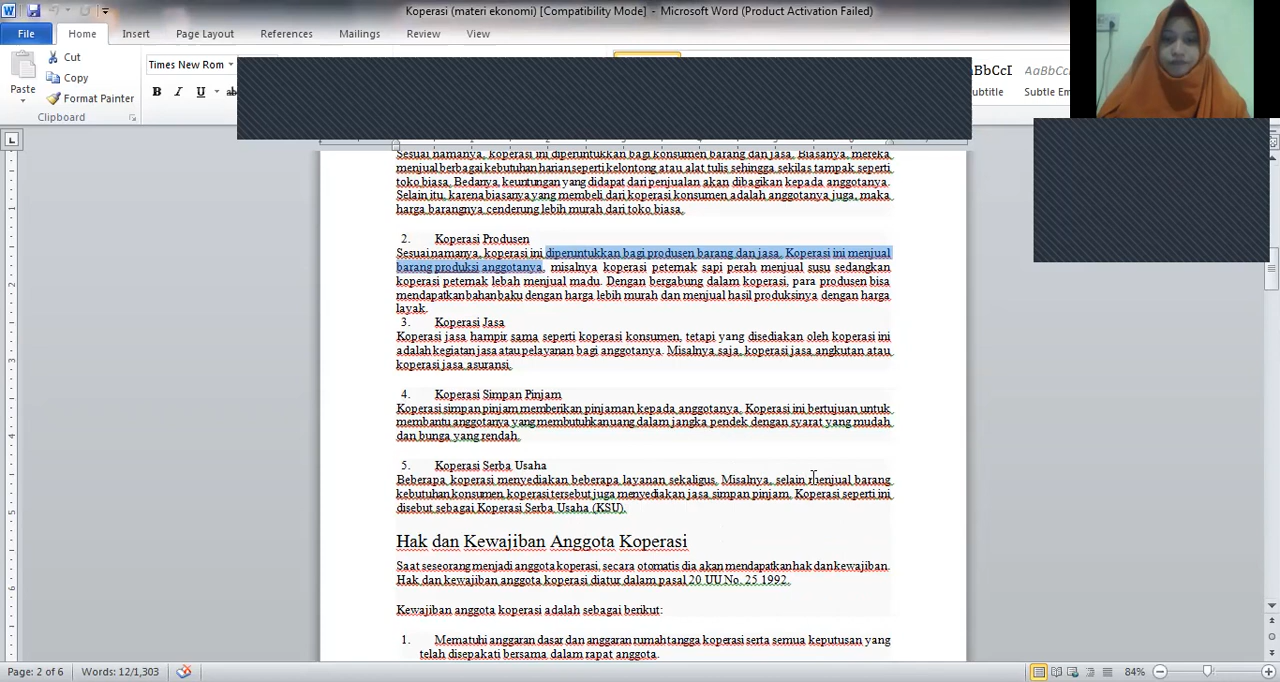 Koperasi (materi ekonomi) [Compatibility Mode] - Microsoft Word (Product Activation Failed)
File Home Insert Page Layout References Mailings Review View
Cut
Copy
Format Painter
Paste
Clipboard
Times New Rom
B I U abc
AaBbCcD
Subtitle Subtle Em
Sesuai namanya, koperasi ini diperuntukkan bagi konsumen barang dan jasa. Biasanya, mereka
menjual berbagai kebutuhan harian seperti kelontong atau alat tulis sehingga sekilas tampak seperti
toko biasa. Bedanya, keuntungan yang didapat dari penjualan akan dibagikan kepada anggotanya.
Selain itu, karena biasanya yang membeli dari koperasi konsumen adalah anggotanya juga, maka
harga barangnya cenderung lebih murah dari toko biasa.
2. Koperasi Produsen
Sesuai namanya, koperasi ini diperuntukkan bagi produsen barang dan jasa. Koperasi ini menjual
barang produksi anggotanya, misalnya koperasi peternak sapi perah menjual susu sedangkan
koperasi peternak lebah menjual madu. Dengan bergabung dalam koperasi, para produsen bisa
mendapatkan bahan baku dengan harga lebih murah dan menjual hasil produksinya dengan harga
layak.
3. Koperasi Jasa
Koperasi jasa hampir sama seperti koperasi konsumen, tetapi yang disediakan oleh koperasi ini
adalah kegiatan jasa atau pelayanan bagi anggotanya. Misalnya saja, koperasi jasa angkutan atau
koperasi jasa asuransi.
4. Koperasi Simpan Pinjam
Koperasi simpan pinjam memberikan pinjaman kepada anggotanya. Koperasi ini bertujuan untuk
membantu anggotanya yang membutuhkan uang dalam jangka pendek dengan syarat yang mudah
dan bunga yang rendah.
5. Koperasi Serba Usaha
Beberapa koperasi menyediakan beberapa layanan sekaligus. Misalnya, selain menjual barang
kebutuhan konsumen, koperasi tersebut juga menyediakan jasa simpan pinjam. Koperasi seperti ini
disebut sebagai Koperasi Serba Usaha (KSU).
Hak dan Kewajiban Anggota Koperasi
Saat seseorang menjadi anggota koperasi, secara otomatis dia akan mendapatkan hak dan kewajiban.
Hak dan kewajiban anggota koperasi diatur dalam pasal 20 UU No. 25 1992.
Kewajiban anggota koperasi adalah sebagai berikut:
1. Mematuhi anggaran dasar dan anggaran rumah tangga koperasi serta semua keputusan yang
telah disepakati bersama dalam rapat anggota.
Page: 2 of 6 Words: 12/1,303 84%